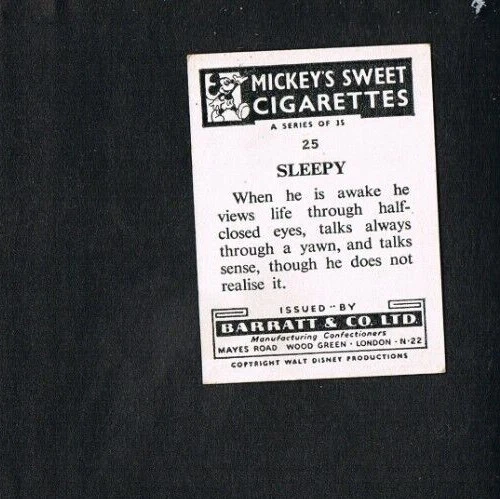 MICKEY'S SWEET
CIGARETTES
A SERIES OF 35
25
SLEEPY
When he is awake he
views life through half-
closed eyes, talks always
through a yawn, and talks
sense, though he does not
realise it.
ISSUED BY
BARRATT & CO. LTD.
Manufacturing Confectioners
MAYES ROAD WOOD GREEN · LONDON · N·22
COPYRIGHT WALT DISNEY PRODUCTIONS